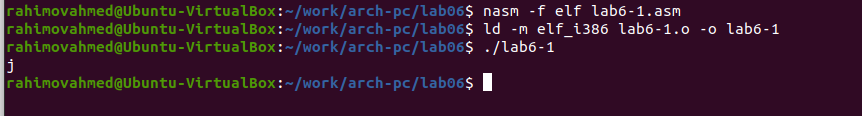 rahimovahmed@Ubuntu-VirtualBox:~/work/arch-pc/lab06$ nasm -f elf lab6-1.asm
rahimovahmed@Ubuntu-VirtualBox:~/work/arch-pc/lab06$ ld -m elf_i386 lab6-1.o -o lab6-1
rahimovahmed@Ubuntu-VirtualBox:~/work/arch-pc/lab06$ ./lab6-1
j
rahimovahmed@Ubuntu-VirtualBox:~/work/arch-pc/lab06$